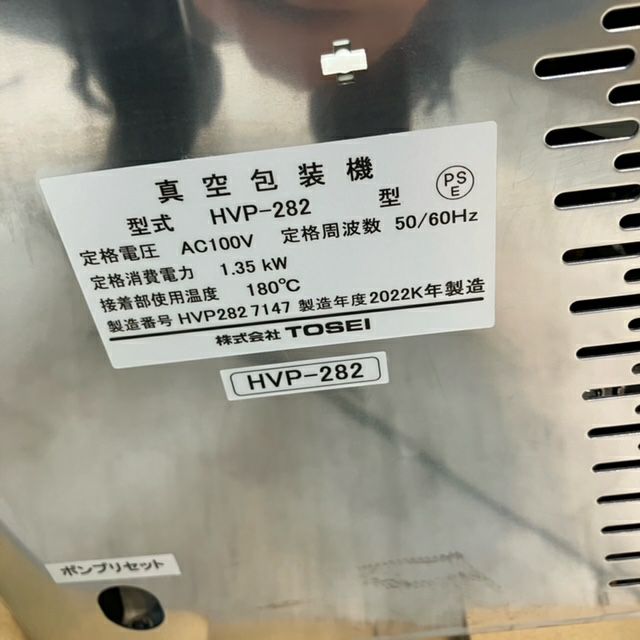 真空包装機
型式 HVP-282 型
PSE
定格電圧 AC100V 定格周波数 50/60Hz
定格消費電力 1.35 kW
接着部使用温度 180℃
製造番号 HVP282 7147 製造年度 2022K年製造
株式会社 TOSEI
HVP-282
ポンプリセット